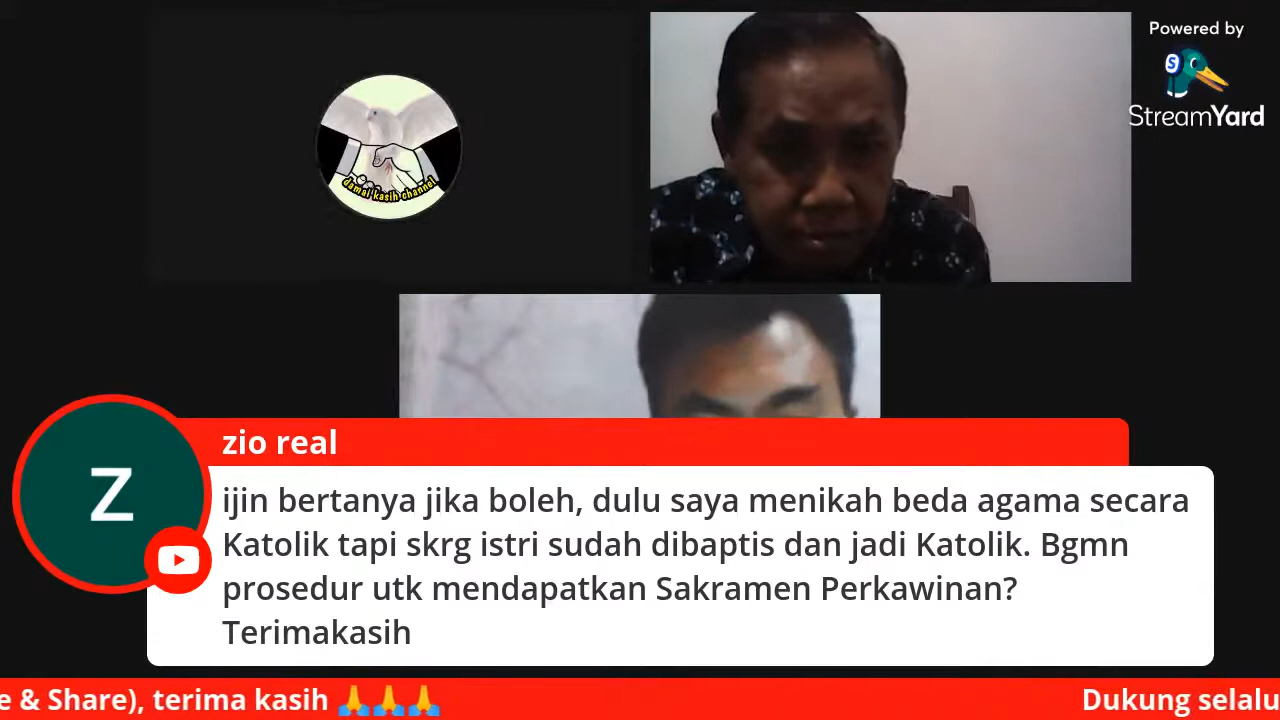 Powered by
S
StreamYard
damai kasih channel
Z
zio real
ijin bertanya jika boleh, dulu saya menikah beda agama secara
Katolik tapi skrg istri sudah dibaptis dan jadi Katolik. Bgmn
prosedur utk mendapatkan Sakramen Perkawinan?
Terimakasih
e & Share), terima kasih 🙏🙏🙏 Dukung selalu